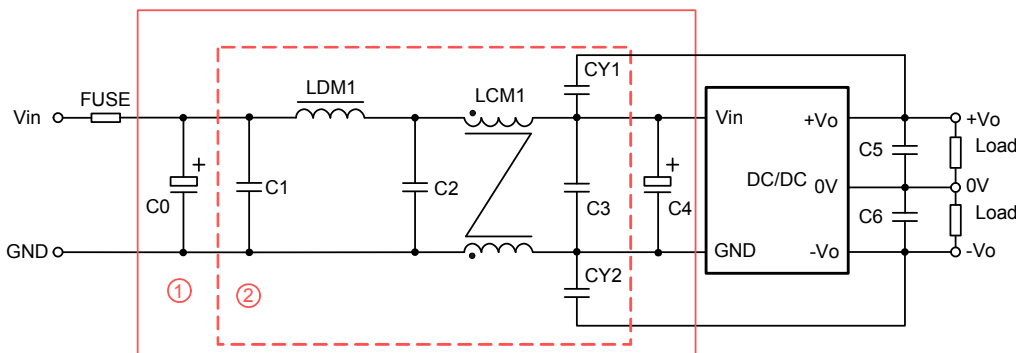 CY1
FUSE
LDM1
LCM1
Vin
Vin
+Vo
+Vo
+
+
C5
Load
C1
C2
C3
DC/DC
0V
0V
C0
C4
C6
Load
GND
GND
-Vo
-Vo
1
2
CY2